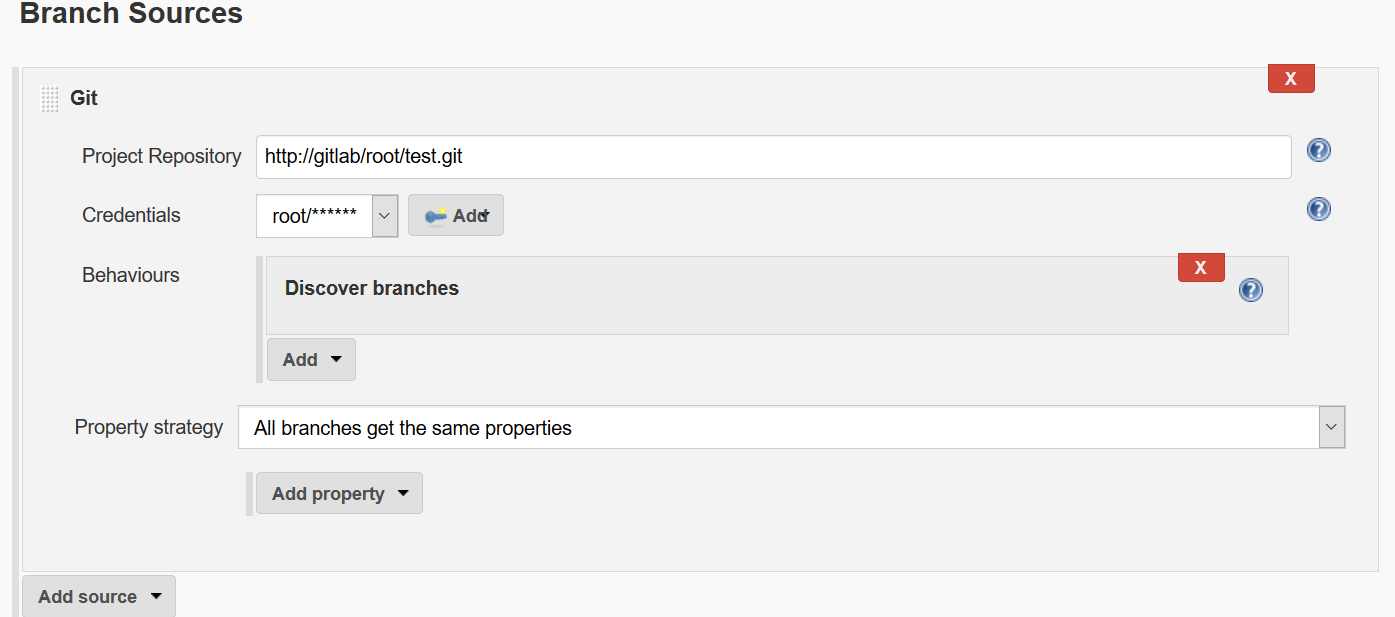 Branch Sources
X
Git
Project Repository http://gitlab/root/test.git ?
Credentials root/****** Add ?
Behaviours
X
Discover branches ?
Add
Property strategy All branches get the same properties
Add property
Add source